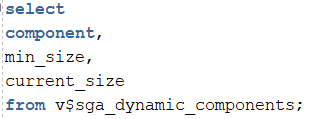 select
component,
min_size,
current_size
from v$sga_dynamic_components;